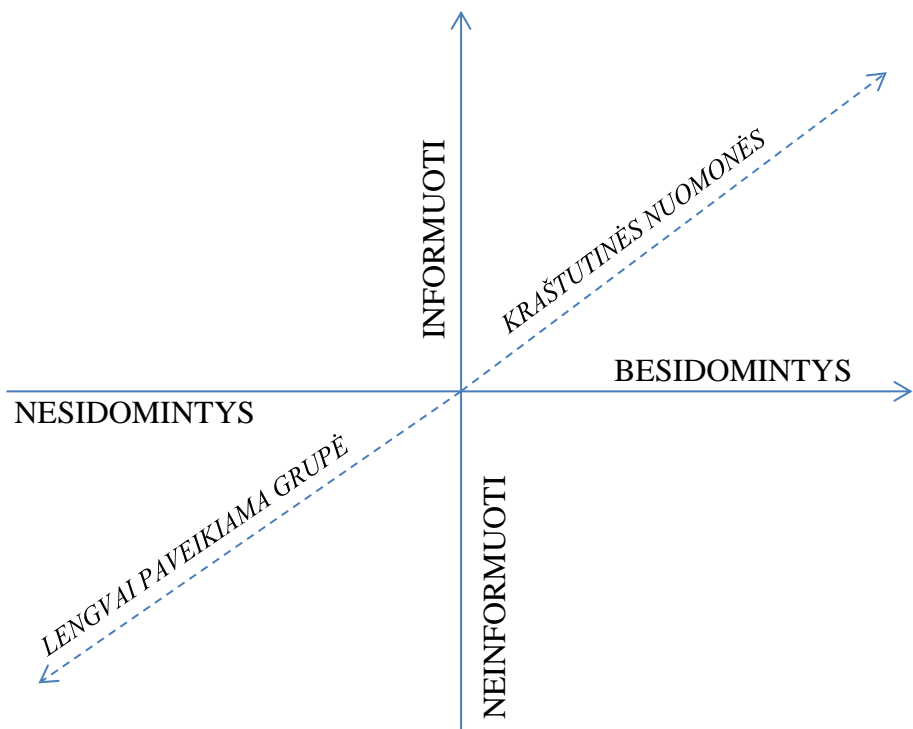 INFORMUOTI
KRAŠTUTINĖS NUOMONĖS
BESIDOMINTYS
NESIDOMINTYS
LENGVAI PAVEIKIAMA GRUPĖ
NEINFORMUOTI